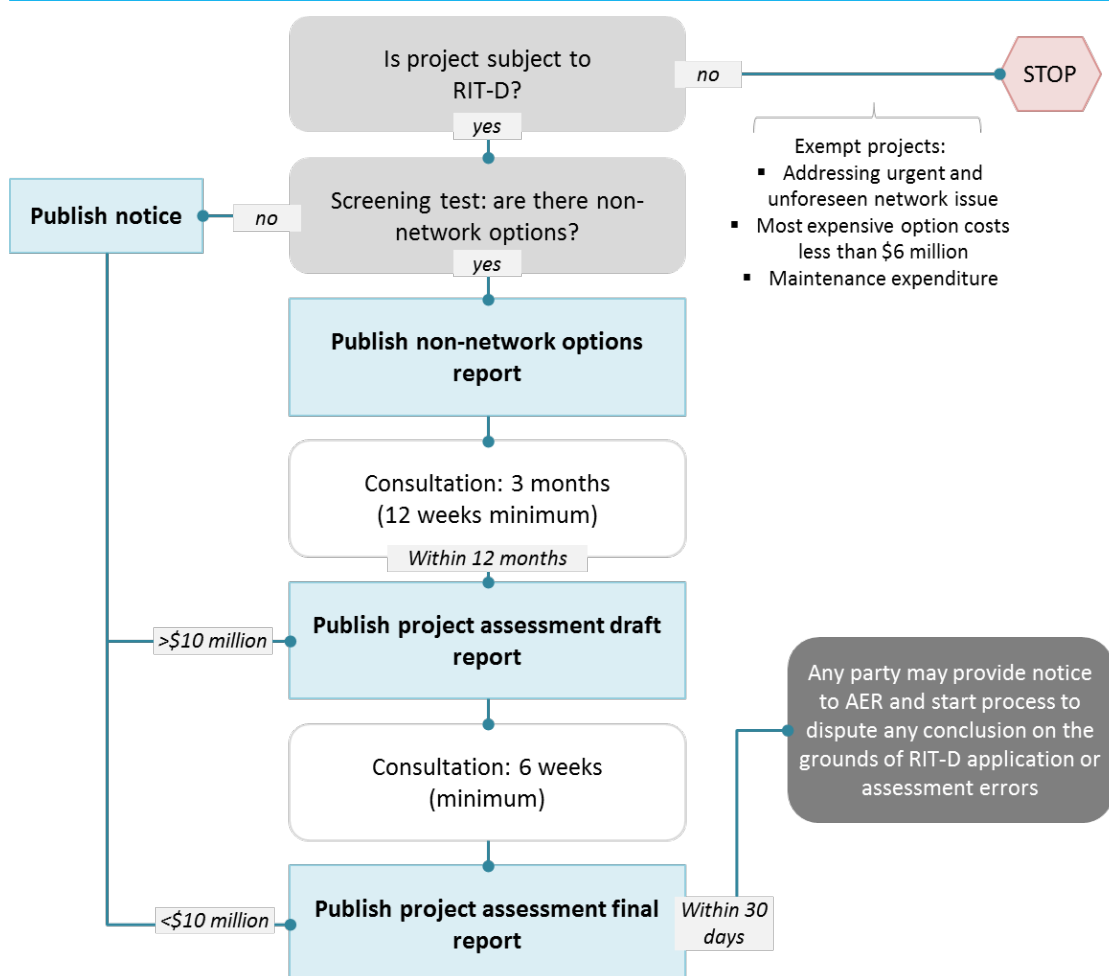 Is project subject to
RIT-D?
no
STOP
yes
Exempt projects:
▪ Addressing urgent and
unforeseen network issue
▪ Most expensive option costs
less than $6 million
▪ Maintenance expenditure
Publish notice
no
Screening test: are there non-
network options?
yes
Publish non-network options
report
Consultation: 3 months
(12 weeks minimum)
Within 12 months
>$10 million
Publish project assessment draft
report
Any party may provide notice
to AER and start process to
dispute any conclusion on the
grounds of RIT-D application or
assessment errors
Consultation: 6 weeks
(minimum)
<$10 million
Publish project assessment final
report
Within 30
days